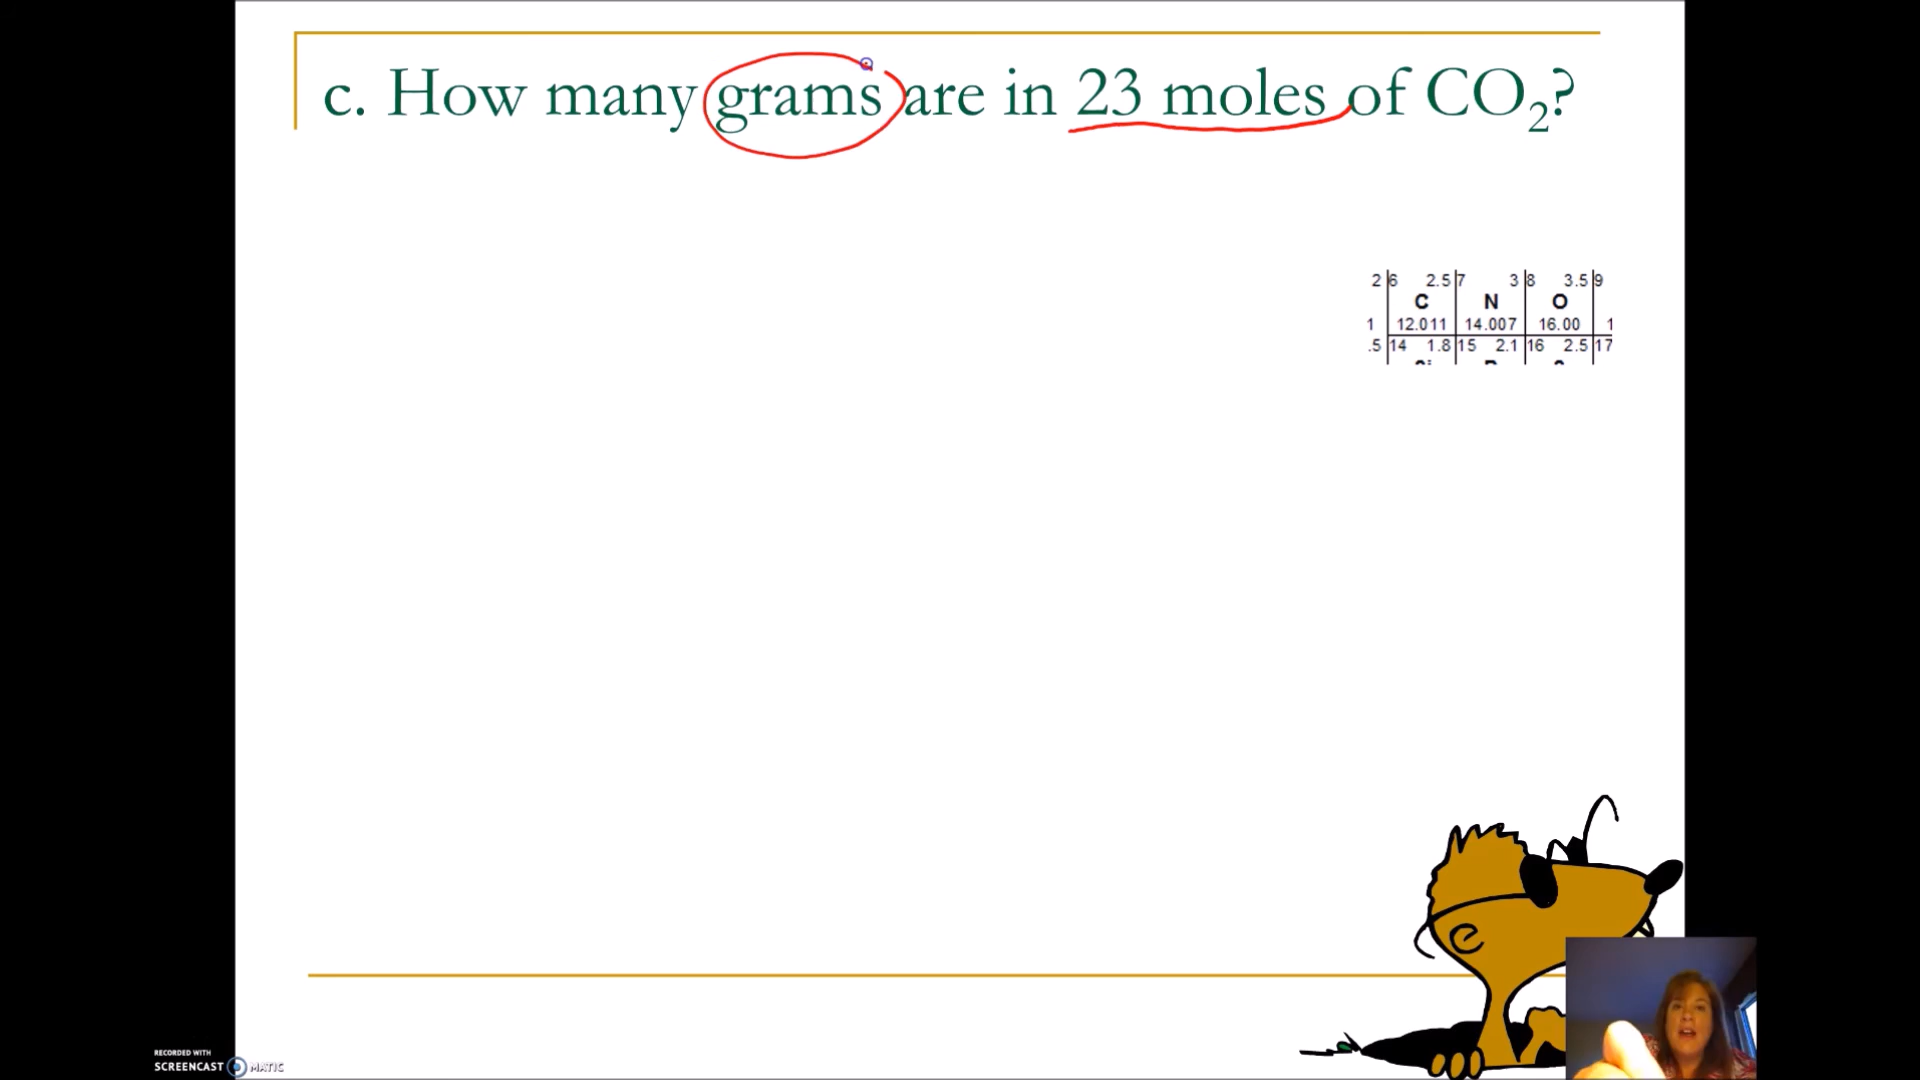 c. How many grams are in 23 moles of CO₂?
2 6 2.5 7 3 8 3.5 9
C N O
1 12.011 14.007 16.00 1
.5 14 1.8 15 2.1 16 2.5 17
RECORDED WITH
SCREENCAST MATIC